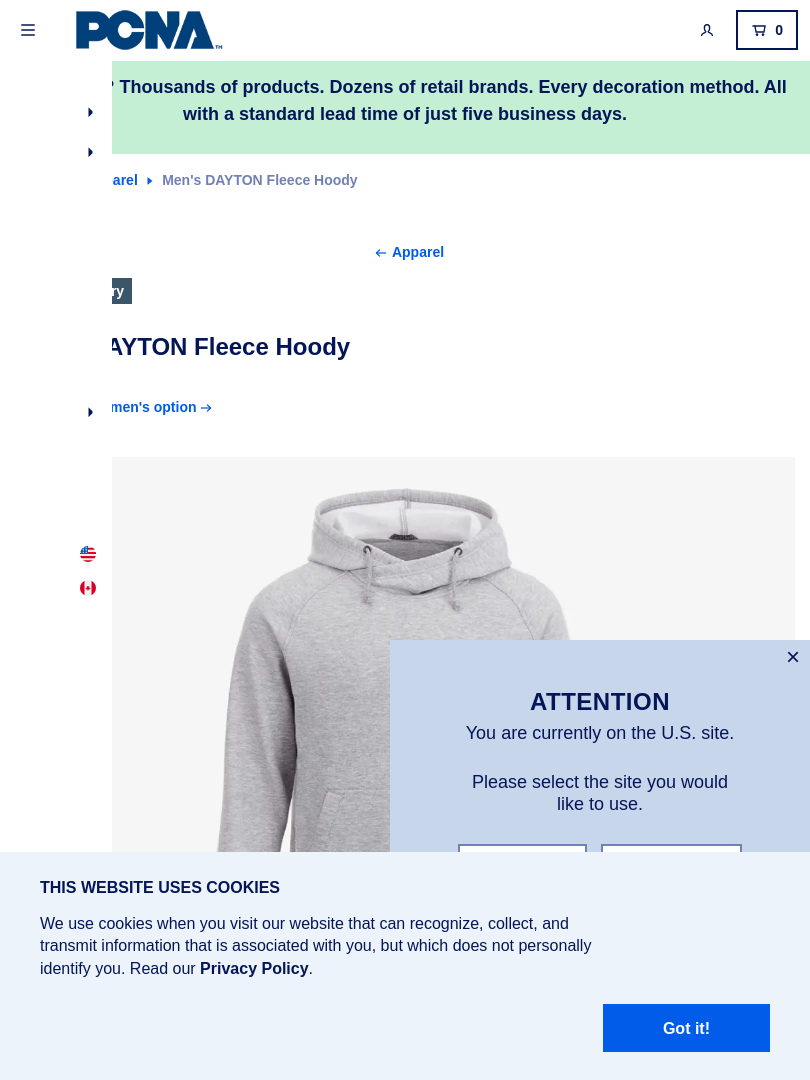 PCNA
TM
0
Thousands of products. Dozens of retail brands. Every decoration method. All
with a standard lead time of just five business days.
Men's DAYTON Fleece Hoody
Apparel
Fleece Hoody
option
ATTENTION
You are currently on the U.S. site.
Please select the site you would
like to use.
THIS WEBSITE USES COOKIES
We use cookies when you visit our website that can recognize, collect, and
transmit information that is associated with you, but which does not personally
identify you. Read our Privacy Policy.
Got it!